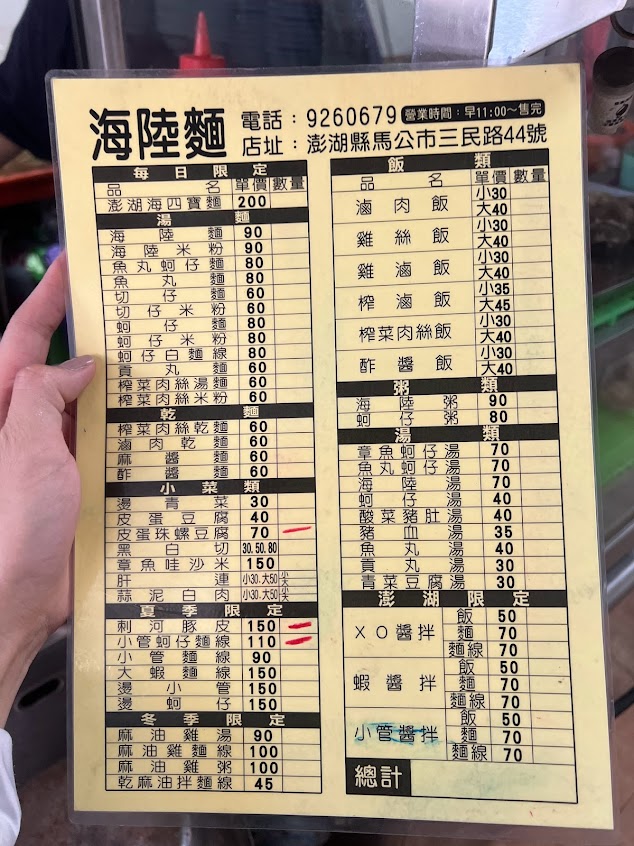 海陸麵
電話：9260679 營業時間：早11:00～售完
店址：澎湖縣馬公市三民路44號
每日限定
品名 單價 數量
澎湖海四寶麵 200
湯麵
海陸麵 90
海陸米粉 90
魚丸蚵仔麵 80
魚丸麵 80
切仔麵 60
切仔米粉 60
蚵仔麵 80
蚵仔米粉 80
蚵仔白麵線 80
貢丸麵 60
榨菜肉絲湯麵 60
榨菜肉絲米粉 60
乾麵
榨菜肉絲乾麵 60
滷肉乾麵 60
麻醬麵 60
酢醬麵 60
小菜類
燙青菜 30
皮蛋豆腐 40
皮蛋珠螺豆腐 70
黑白切 30.50.80
章魚哇沙米 150
肝連 小30.大50
蒜泥白肉 小30.大50
夏季限定
刺河豚皮 150
小管蚵仔麵線 110
小管麵線 90
大蝦麵線 150
燙小管 150
燙蚵仔 150
冬季限定
麻油雞湯 90
麻油雞麵線 100
麻油雞粥 100
乾麻油拌麵線 45
飯類
品名 單價 數量
滷肉飯 小30
大40
雞絲飯 小30
大40
雞滷飯 小30
大40
榨滷飯 小35
大45
榨菜肉絲飯 小30
大40
酢醬飯 小30
大40
粥類
海陸粥 90
蚵仔粥 80
湯類
章魚蚵仔湯 70
魚丸蚵仔湯 70
海陸湯 70
蚵仔湯 40
酸菜豬肚湯 40
豬血湯 35
魚丸湯 40
貢丸湯 30
青菜豆腐湯 30
澎湖限定
XO醬拌 飯 50
麵 70
麵線 70
蝦醬拌 飯 50
麵 70
麵線 70
小管醬拌 飯 50
麵 70
麵線 70
總計